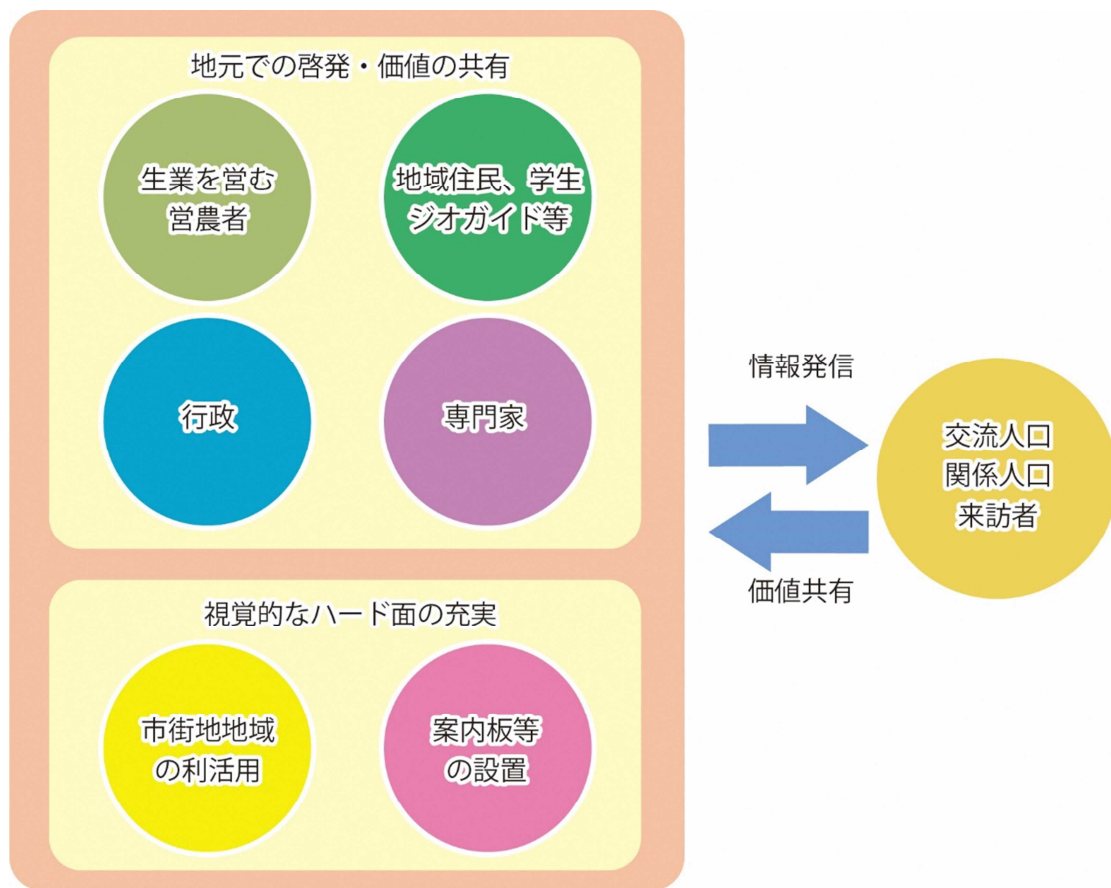 地元での啓発・価値の共有
生業を営む
営農者
地域住民、学生
ジオガイド等
行政
専門家
視覚的なハード面の充実
市街地地域
の利活用
案内板等
の設置
情報発信
価値共有
交流人口
関係人口
来訪者